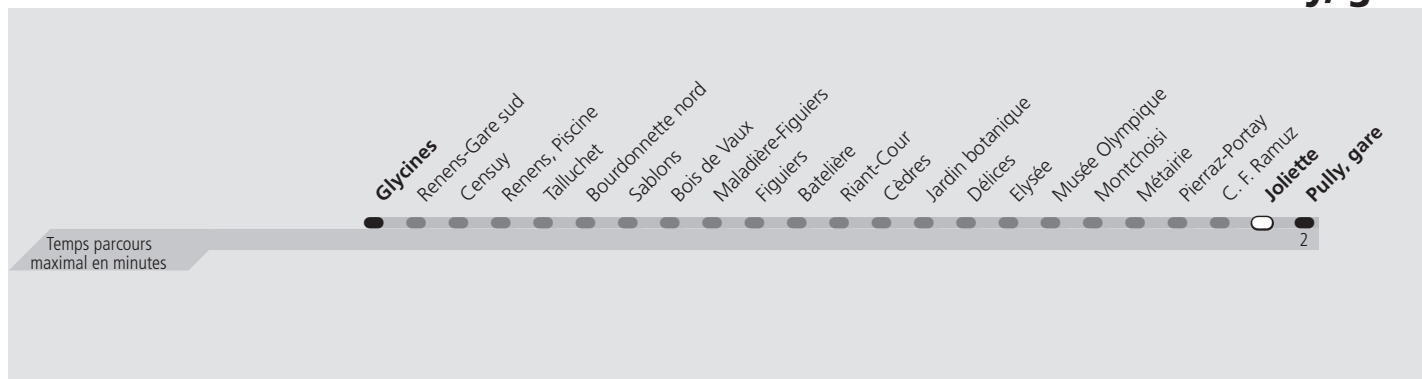 Glycines
Renens-Gare sud
Censuy
Renens, Piscine
Talluchet
Bourdonnette nord
Sablons
Bois de Vaux
Maladière-Figuiers
Figuiers
Batelière
Riant-Cour
Cèdres
Jardin botanique
Délices
Elysée
Musée Olympique
Montchoisi
Métairie
Pierraz-Portay
C. F. Ramuz
Joliette
Pully, gare
Temps parcours
maximal en minutes
2